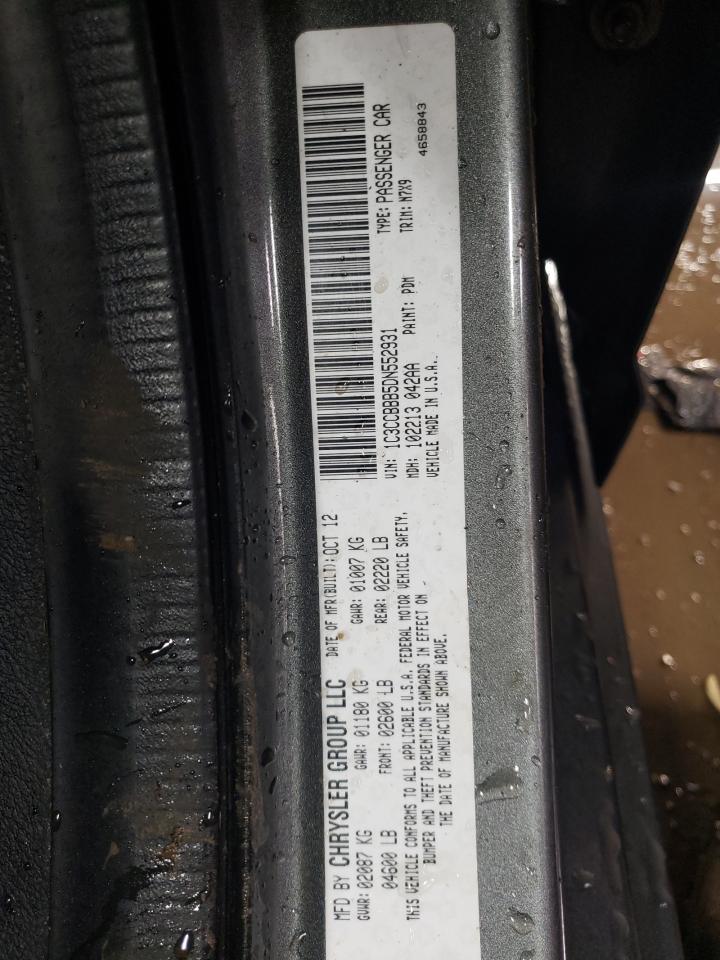 MFD BY CHRYSLER GROUP LLC DATE OF MFR(BUILT): OCT 12
GVWR: 02087 KG GAWR: 01180 KG GAWR: 01007 KG
04600 LB FRONT: 02600 LB REAR: 02220 LB
THIS VEHICLE CONFORMS TO ALL APPLICABLE U.S.A. FEDERAL MOTOR VEHICLE SAFETY,
BUMPER AND THEFT PREVENTION STANDARDS IN EFFECT ON
THE DATE OF MANUFACTURE SHOWN ABOVE.
VIN: 1C3CCBBB5DN552931 TYPE: PASSENGER CAR
MDH: 102213 042AA PAINT: PDM TRIM: N7X9
VEHICLE MADE IN U.S.A. 4658843